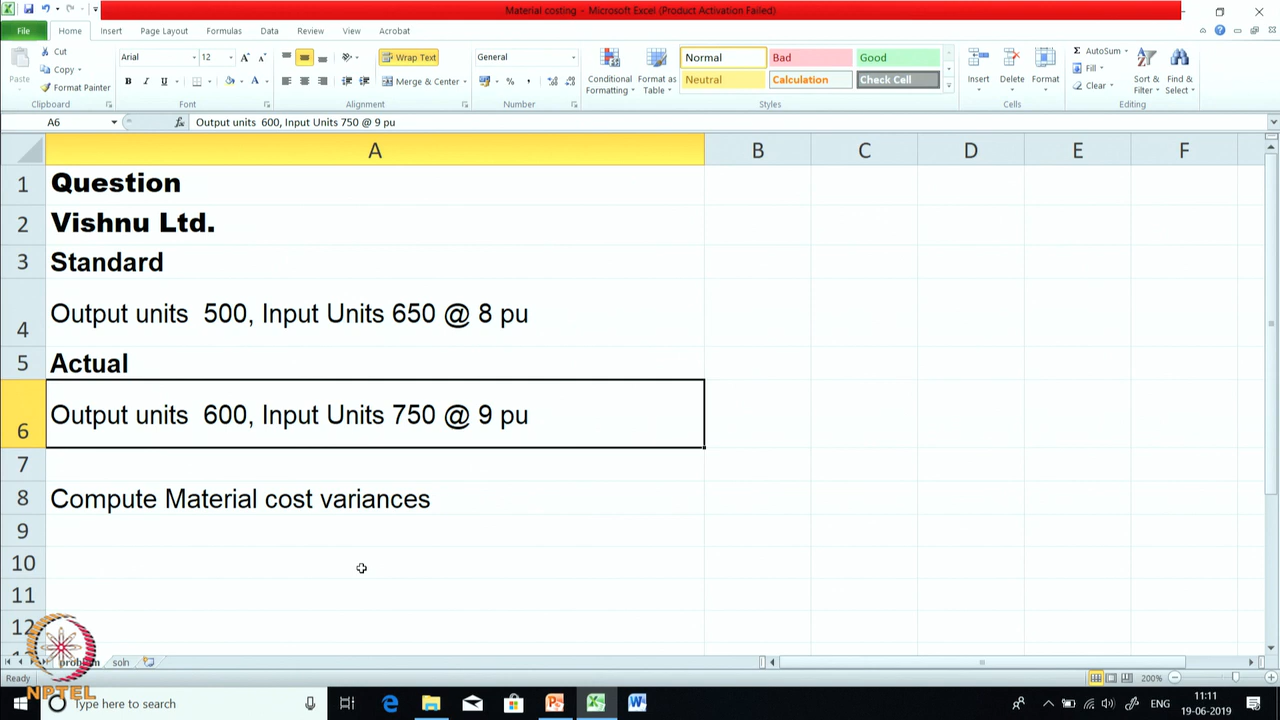 Material costing - Microsoft Excel (Product Activation Failed)
File Home Insert Page Layout Formulas Data Review View Acrobat
Paste Cut Copy Format Painter
Arial 12
B I U
Wrap Text
Merge & Center
General
%
Conditional Formatting
Format as Table
Normal Bad Good
Neutral Calculation Check Cell
Insert Delete Format
AutoSum Fill Clear
Sort & Filter
Find & Select
Clipboard Font Alignment Number Styles Cells Editing
A6 fx Output units 600, Input Units 750 @ 9 pu
A B C D E F
1 Question
2 Vishnu Ltd.
3 Standard
4 Output units 500, Input Units 650 @ 8 pu
5 Actual
6 Output units 600, Input Units 750 @ 9 pu
7
8 Compute Material cost variances
9
10
11
12
problem soln
Ready 200%
NPTEL
Type here to search
ENG 11:11
19-06-2019